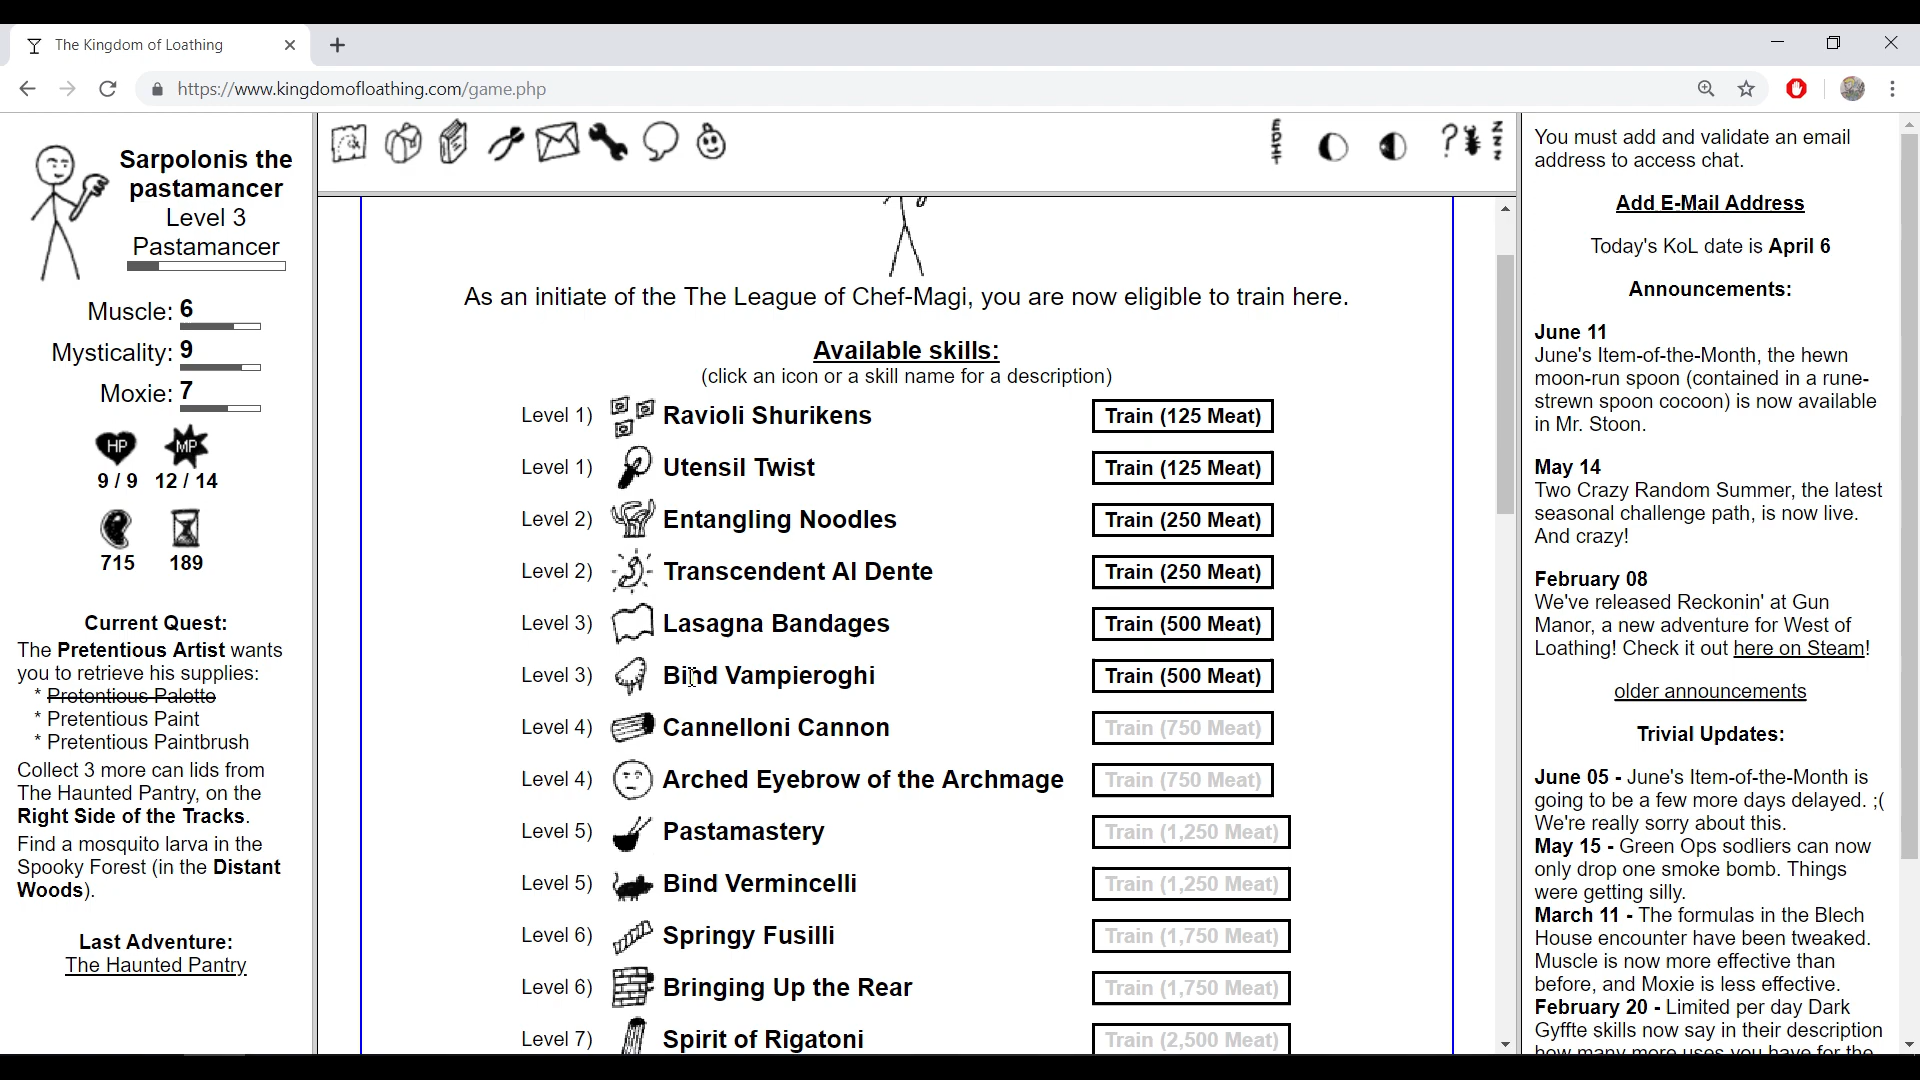 The Kingdom of Loathing
https://www.kingdomofloathing.com/game.php
Sarpolonis the
pastamancer
Level 3
Pastamancer
Muscle: 6
Mysticality: 9
Moxie: 7
HP MP
9 / 9 12 / 14
715 189
Current Quest:
The Pretentious Artist wants
you to retrieve his supplies:
* Pretentious Palette
* Pretentious Paint
* Pretentious Paintbrush
Collect 3 more can lids from
The Haunted Pantry, on the
Right Side of the Tracks.
Find a mosquito larva in the
Spooky Forest (in the Distant
Woods).
Last Adventure:
The Haunted Pantry
EDIT
?
ZZZZ
As an initiate of the The League of Chef-Magi, you are now eligible to train here.
Available skills:
(click an icon or a skill name for a description)
Level 1) Ravioli Shurikens Train (125 Meat)
Level 1) Utensil Twist Train (125 Meat)
Level 2) Entangling Noodles Train (250 Meat)
Level 2) Transcendent Al Dente Train (250 Meat)
Level 3) Lasagna Bandages Train (500 Meat)
Level 3) Bind Vampieroghi Train (500 Meat)
Level 4) Cannelloni Cannon Train (750 Meat)
Level 4) Arched Eyebrow of the Archmage Train (750 Meat)
Level 5) Pastamastery Train (1,250 Meat)
Level 5) Bind Vermincelli Train (1,250 Meat)
Level 6) Springy Fusilli Train (1,750 Meat)
Level 6) Bringing Up the Rear Train (1,750 Meat)
Level 7) Spirit of Rigatoni Train (2,500 Meat)
You must add and validate an email
address to access chat.
Add E-Mail Address
Today's KoL date is April 6
Announcements:
June 11
June's Item-of-the-Month, the hewn
moon-run spoon (contained in a rune-
strewn spoon cocoon) is now available
in Mr. Stoon.
May 14
Two Crazy Random Summer, the latest
seasonal challenge path, is now live.
And crazy!
February 08
We've released Reckonin' at Gun
Manor, a new adventure for West of
Loathing! Check it out here on Steam!
older announcements
Trivial Updates:
June 05 - June's Item-of-the-Month is
going to be a few more days delayed. ;(
We're really sorry about this.
May 15 - Green Ops sodliers can now
only drop one smoke bomb. Things
were getting silly.
March 11 - The formulas in the Blech
House encounter have been tweaked.
Muscle is now more effective than
before, and Moxie is less effective.
February 20 - Limited per day Dark
Gyffte skills now say in their description
how many more uses you have for the